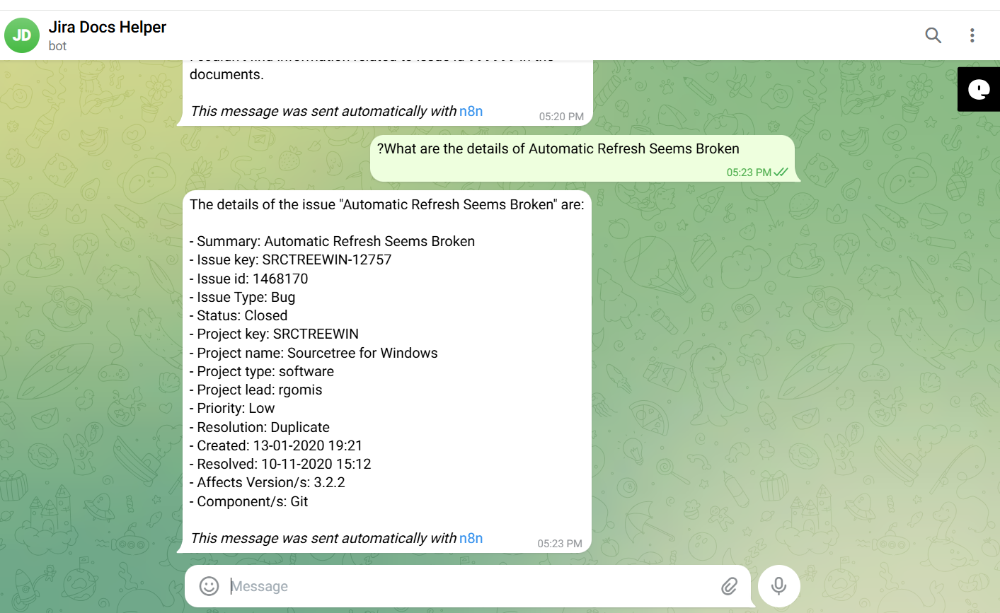 JD
Jira Docs Helper
bot
documents.
This message was sent automatically with n8n
05:20 PM
?What are the details of Automatic Refresh Seems Broken
05:23 PM
The details of the issue "Automatic Refresh Seems Broken" are:
- Summary: Automatic Refresh Seems Broken
- Issue key: SRCTREEWIN-12757
- Issue id: 1468170
- Issue Type: Bug
- Status: Closed
- Project key: SRCTREEWIN
- Project name: Sourcetree for Windows
- Project type: software
- Project lead: rgomis
- Priority: Low
- Resolution: Duplicate
- Created: 13-01-2020 19:21
- Resolved: 10-11-2020 15:12
- Affects Version/s: 3.2.2
- Component/s: Git
This message was sent automatically with n8n
05:23 PM
Message